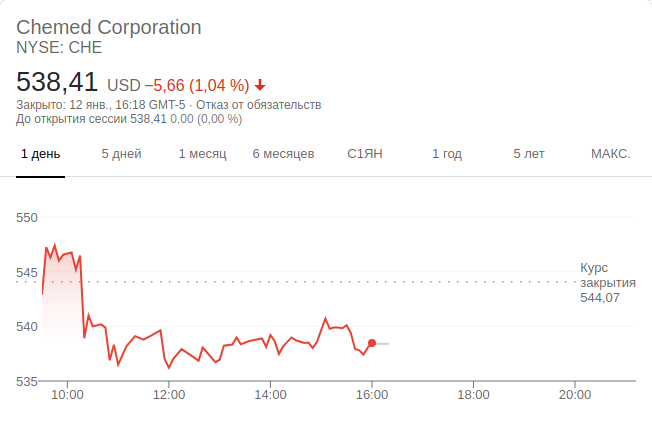 Chemed Corporation
NYSE: CHE
538,41 USD −5,66 (1,04 %)
Закрыто: 12 янв., 16:18 GMT-5 · Отказ от обязательств
До открытия сессии 538,41 0,00 (0,00 %)
1 день 5 дней 1 месяц 6 месяцев С1ЯН 1 год 5 лет МАКС.
550
545
540
535
Курс
закрытия
544,07
10:00 12:00 14:00 16:00 18:00 20:00